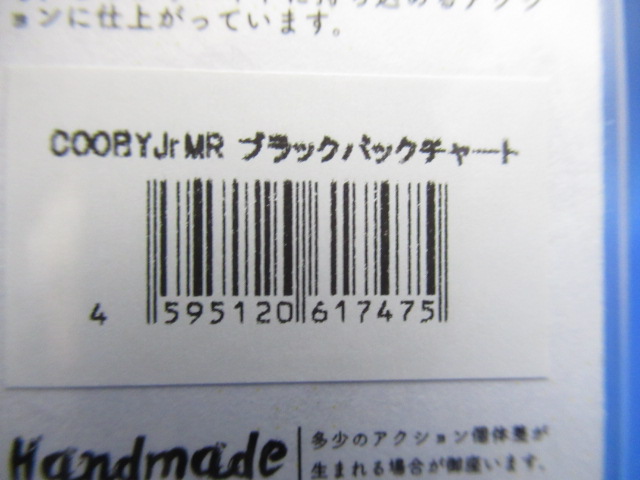 ョンに仕上がっています。
COOBYJrMR ブラックバックチャート
4 595120 617475
Handmade
多少のアクション個体差が
生まれる場合が御座います。